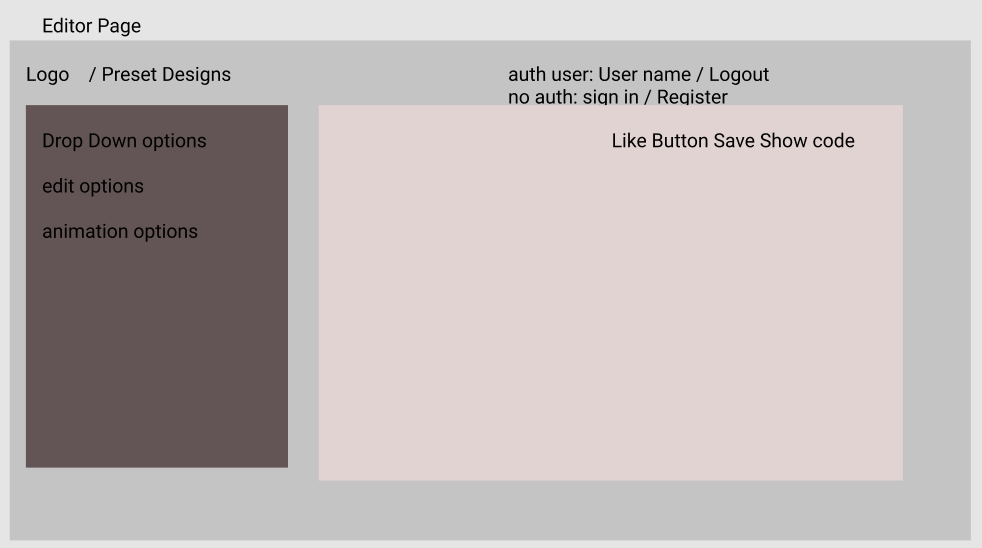 Editor Page
Logo / Preset Designs
auth user: User name / Logout
no auth: sign in / Register
Drop Down options
edit options
animation options
Like Button Save Show code